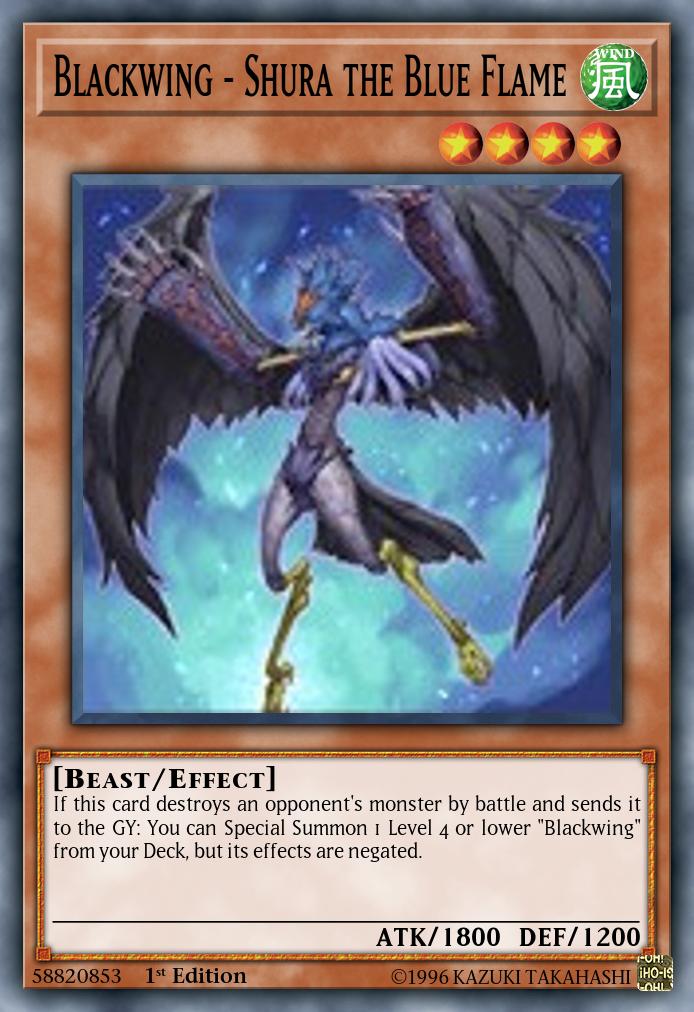 Blackwing - Shura the Blue Flame
WIND
風
[Beast/Effect]
If this card destroys an opponent's monster by battle and sends it
to the GY: You can Special Summon 1 Level 4 or lower "Blackwing"
from your Deck, but its effects are negated.
ATK/1800 DEF/1200
58820853 1st Edition ©1996 KAZUKI TAKAHASHI